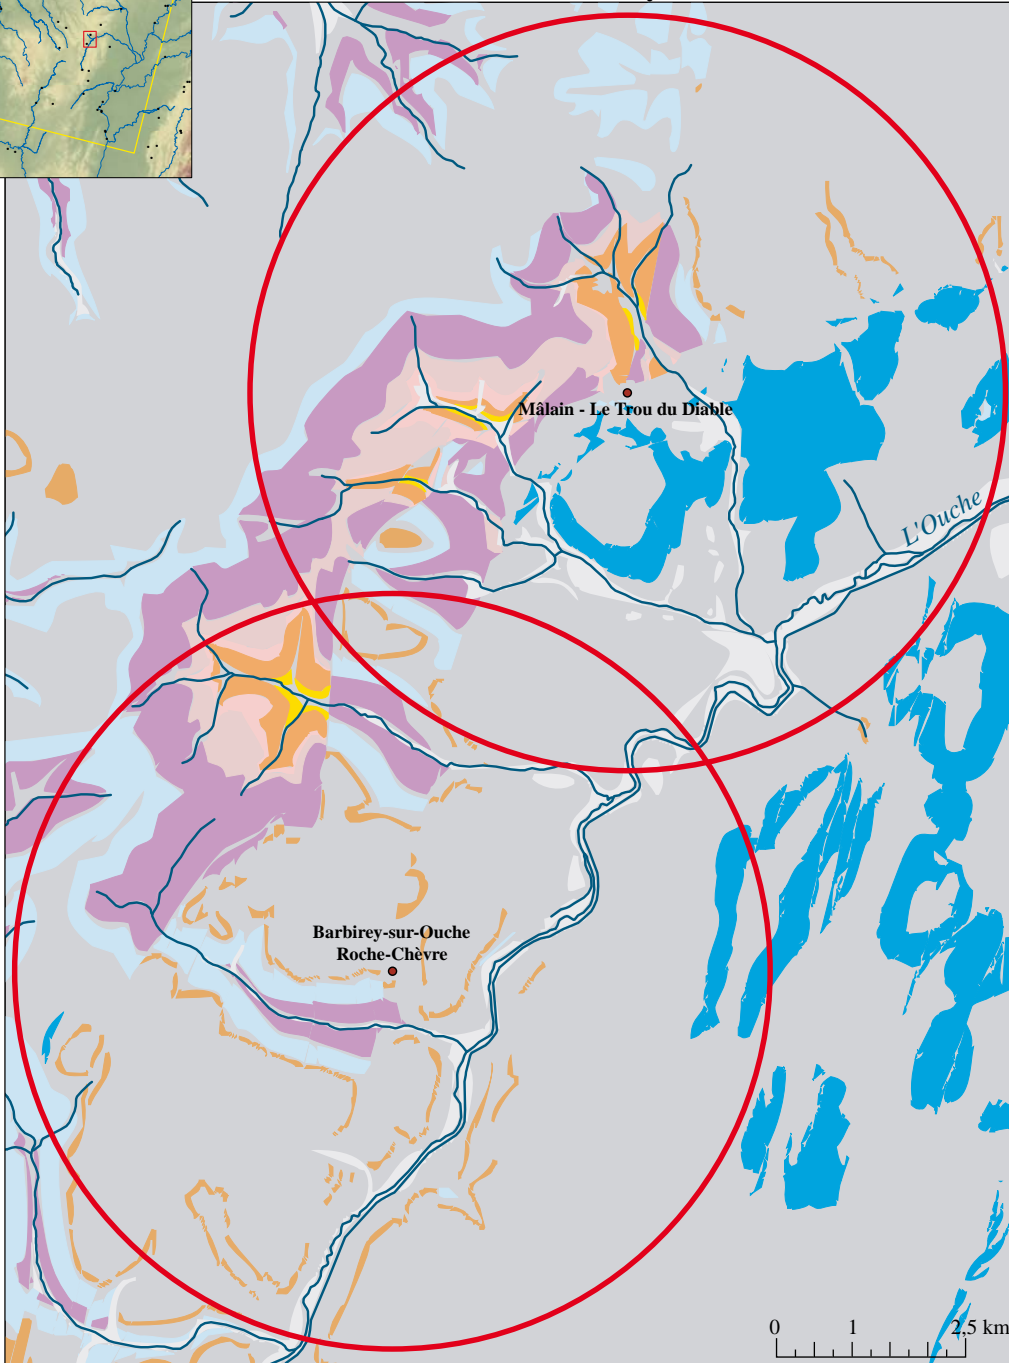 Mâlain - Le Trou du Diable
L'Ouche
Barbirey-sur-Ouche
Roche-Chèvre
0 1 2,5 km